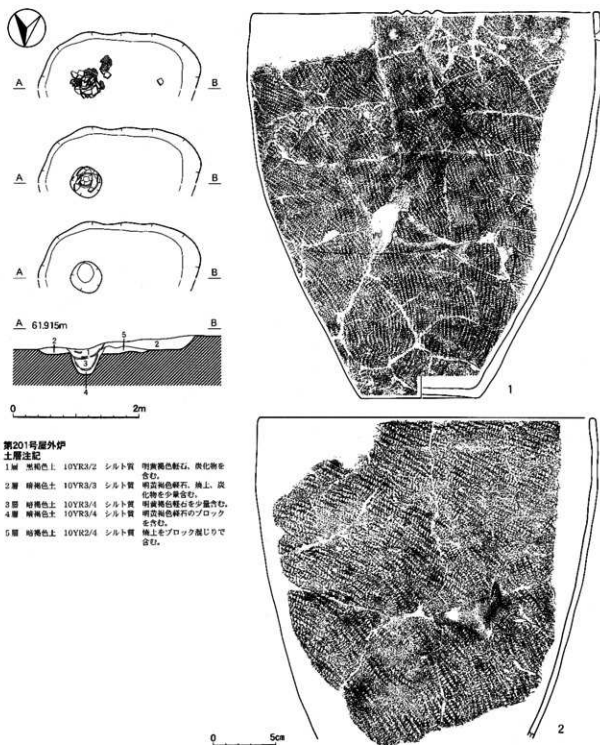 A B
A B
A B
A 61.915m B
2 5 2
3
4
0 2m
第201号屋外炉
土層注記
1層 黒褐色土 10YR3/2 シルト質 明黄褐色軽石、炭化物を
含む。
2層 暗褐色土 10YR3/3 シルト質 明黄褐色軽石、焼土、炭
化物を少量含む。
3層 暗褐色土 10YR3/4 シルト質 明黄褐色軽石を少量含む。
4層 暗褐色土 10YR3/4 シルト質 明黄褐色軽石のブロック
を含む。
5層 暗褐色土 10YR2/4 シルト質 焼土をブロック混じりで
含む。
1
2
0 5cm